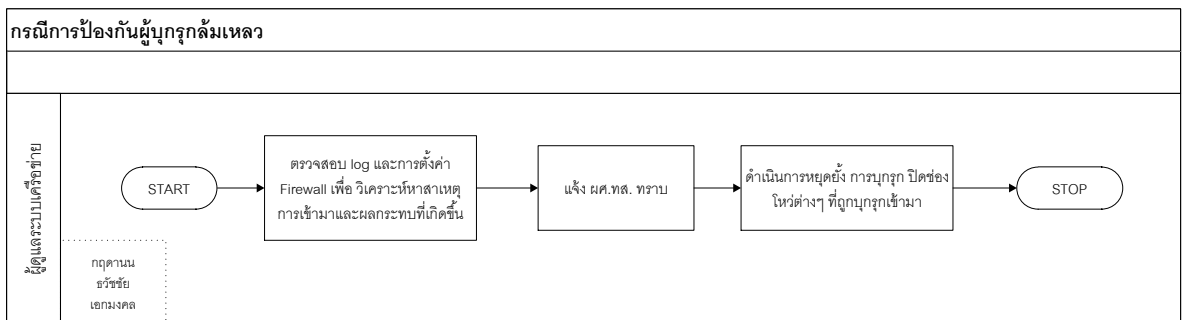 กรณีการป้องกันผู้บุกรุกล้มเหลว
ผู้ดูแลระบบเครือข่าย
START
ตรวจสอบ log และการตั้งค่า
Firewall เพื่อ วิเคราะห์หาสาเหตุ
การเข้ามาและผลกระทบที่เกิดขึ้น
แจ้ง ผศ.ทส. ทราบ
ดำเนินการหยุดยั้ง การบุกรุก ปิดช่อง
โหว่ต่างๆ ที่ถูกบุกรุกเข้ามา
STOP
กฤดานน
ธวัชชัย
เอกมงคล